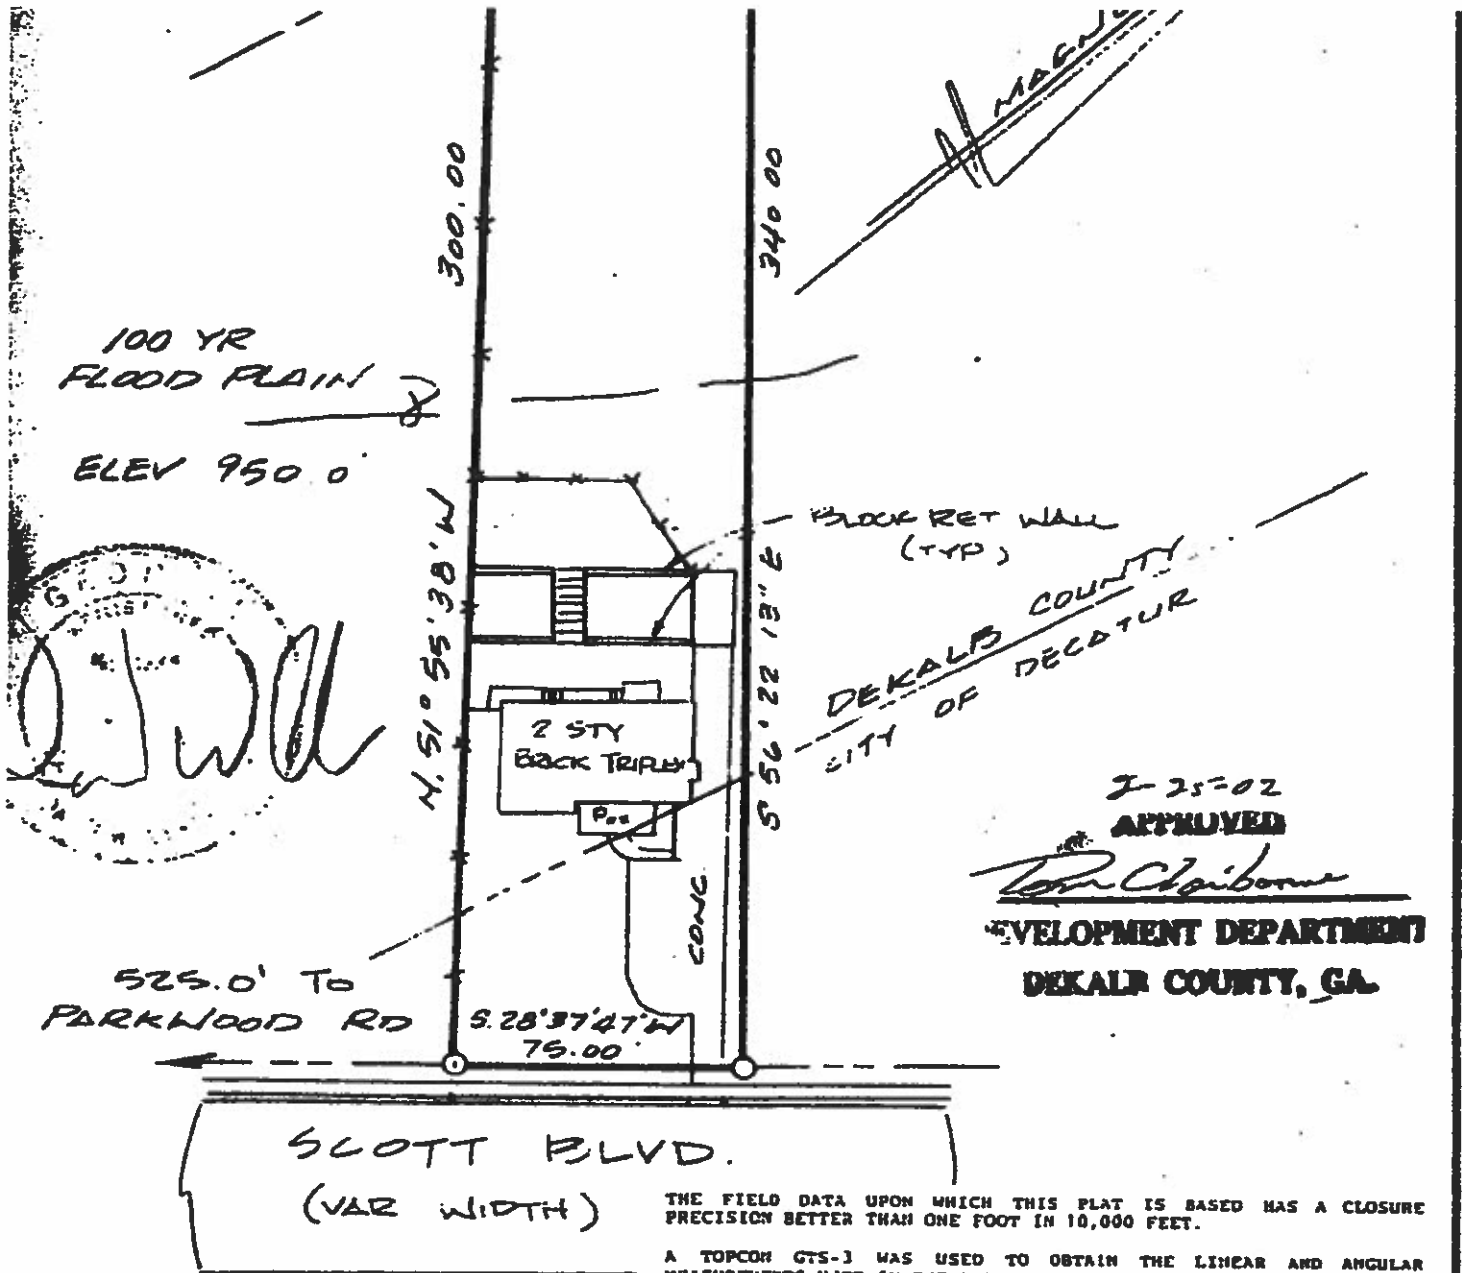 300.00
340 00
100 YR
FLOOD PLAIN
ELEV 950 0'
BLOCK RET WALL
(TYP)
N. 51° 55' 38' W
S 56' 22 13" E
DEKALB COUNTY
CITY OF DECATUR
2 STY
BRICK TRIPLEX
CONC.
2-25-02
APPROVED
Tom Claiborne
DEVELOPMENT DEPARTMENT
DEKALB COUNTY, GA.
525.0' TO
PARKWOOD RD
S. 28°37'47" W
75.00
SCOTT BLVD.
(VAR WIDTH)
THE FIELD DATA UPON WHICH THIS PLAT IS BASED HAS A CLOSURE
PRECISION BETTER THAN ONE FOOT IN 10,000 FEET.
A TOPCON GTS-3 WAS USED TO OBTAIN THE LINEAR AND ANGULAR